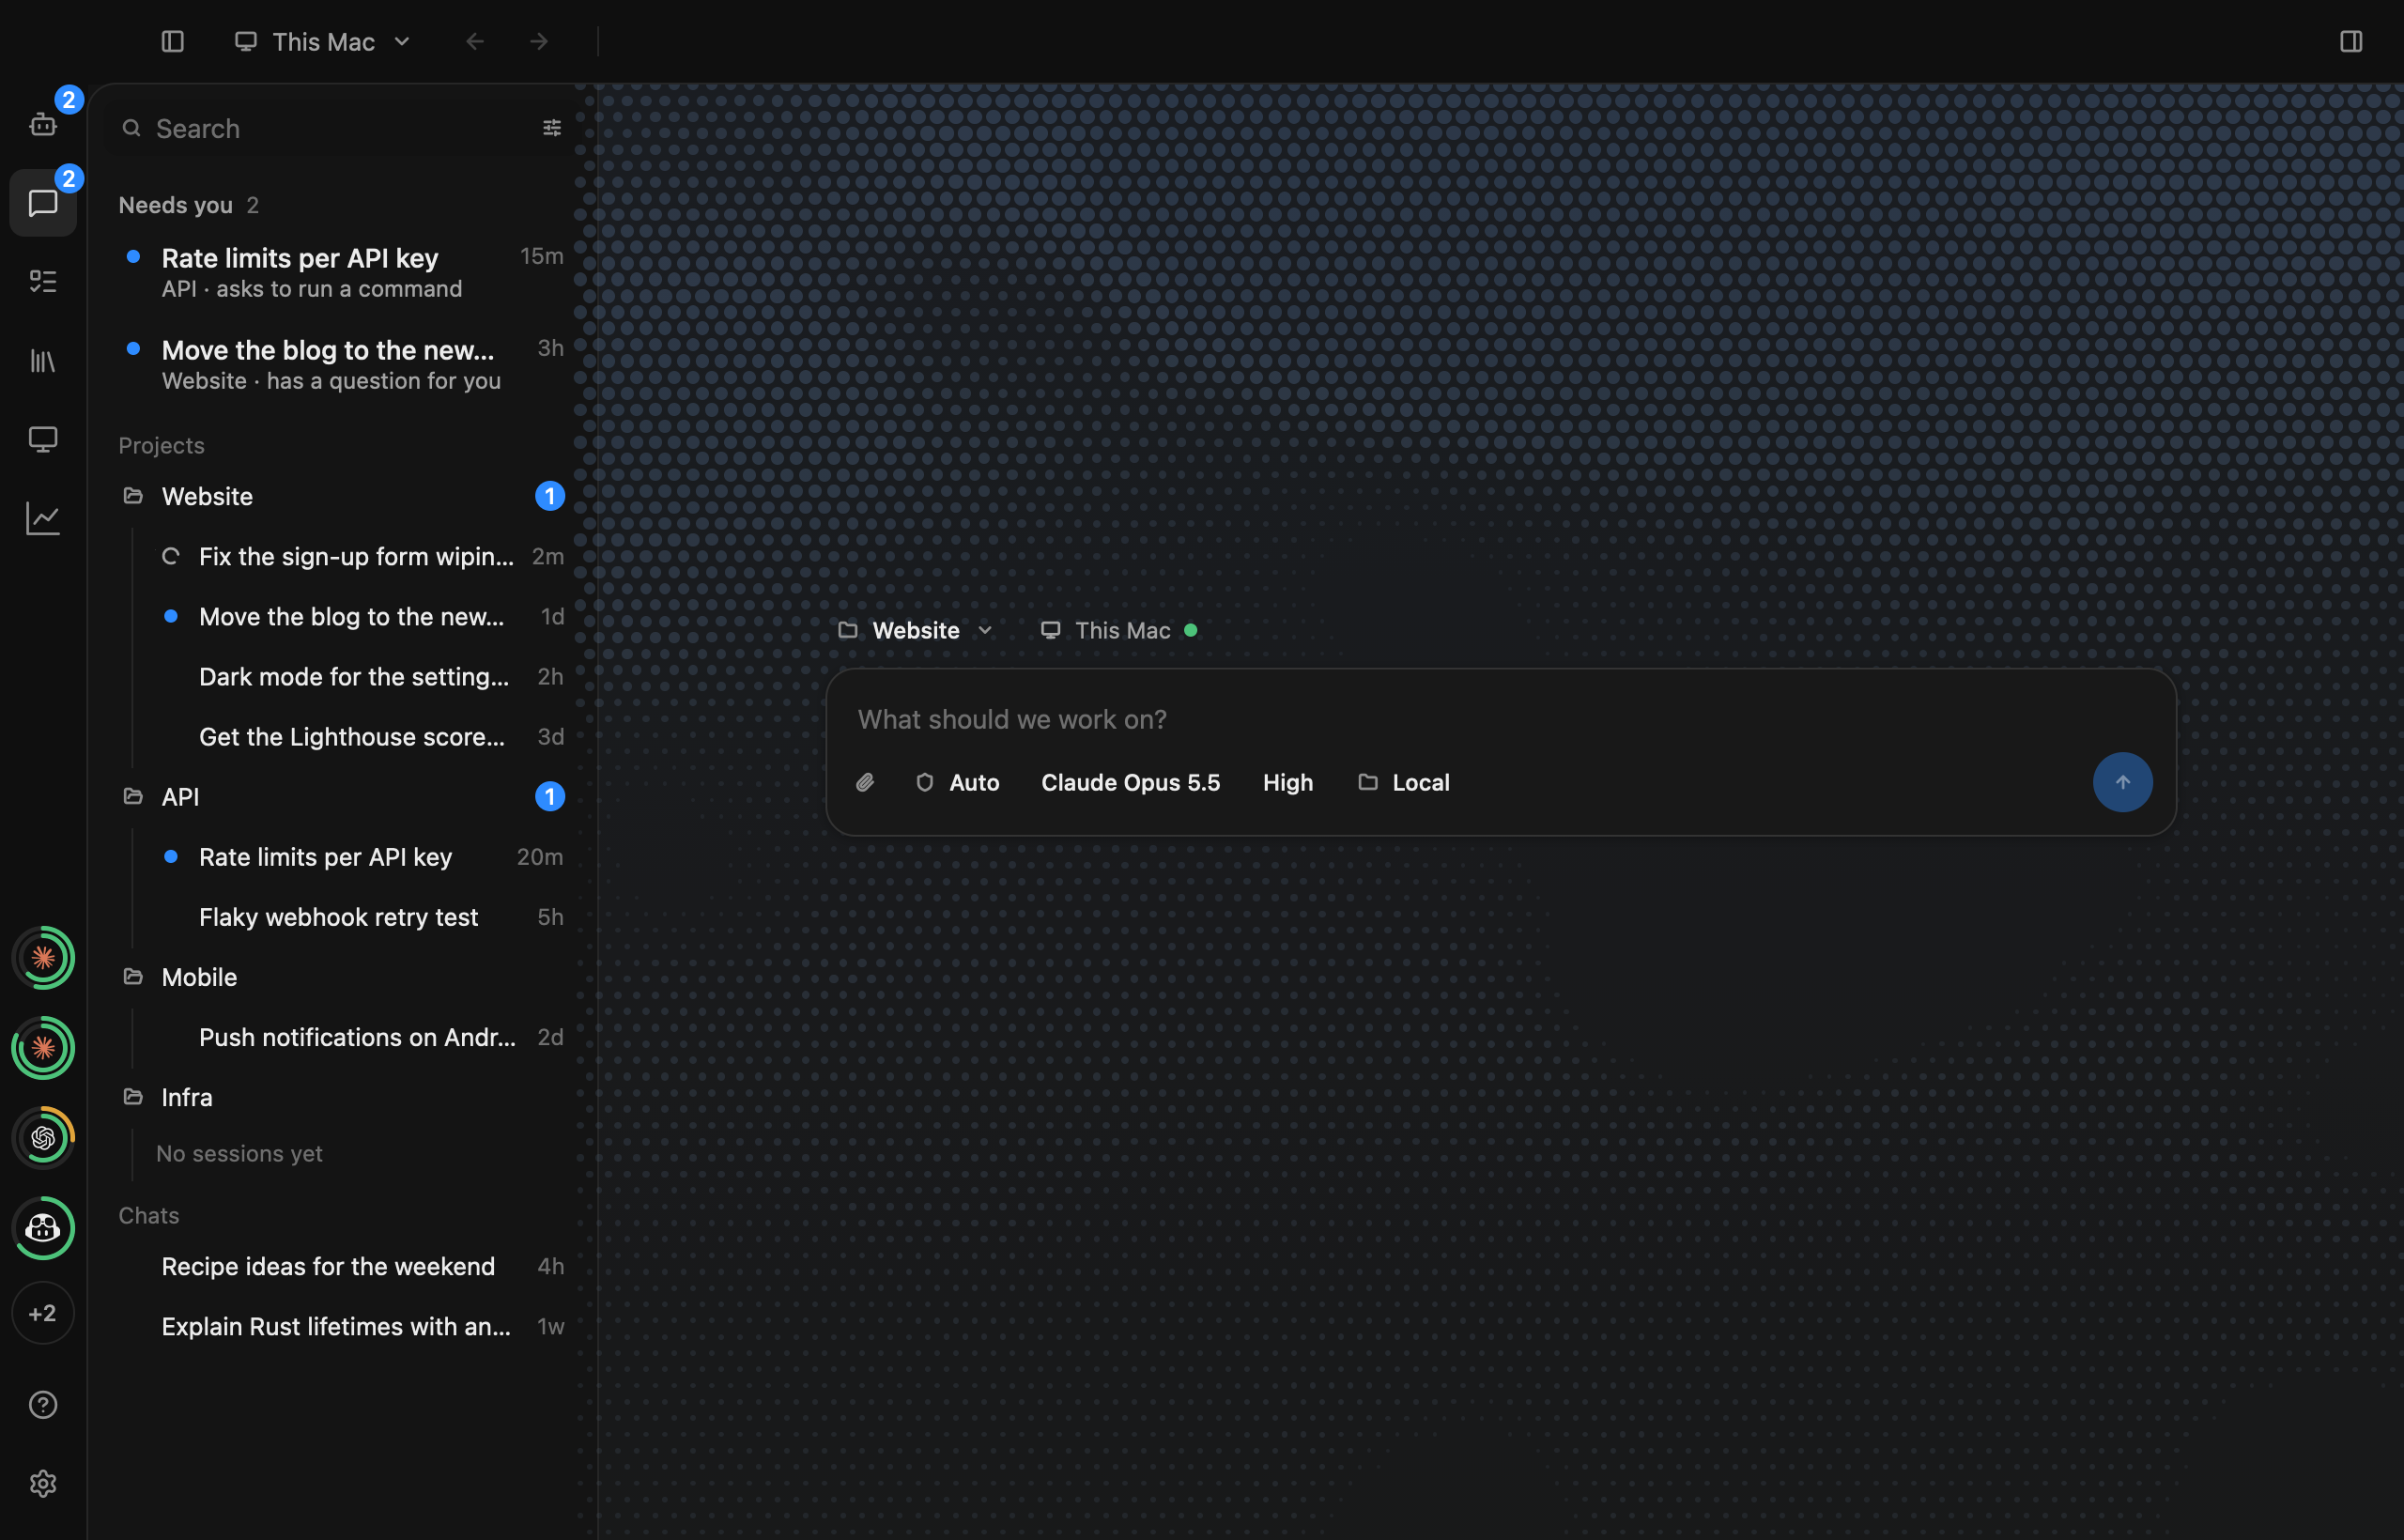 This Mac
2
Search
2
Needs you 2
Rate limits per API key 15m
API · asks to run a command
Move the blog to the new... 3h
Website · has a question for you
Projects
Website 1
Fix the sign-up form wipin... 2m
Move the blog to the new... 1d
Dark mode for the setting... 2h
Get the Lighthouse score... 3d
API 1
Rate limits per API key 20m
Flaky webhook retry test 5h
Mobile
Push notifications on Andr... 2d
Infra
No sessions yet
Chats
Recipe ideas for the weekend 4h
+2
Explain Rust lifetimes with an... 1w
Website This Mac
What should we work on?
Auto Claude Opus 5.5 High Local